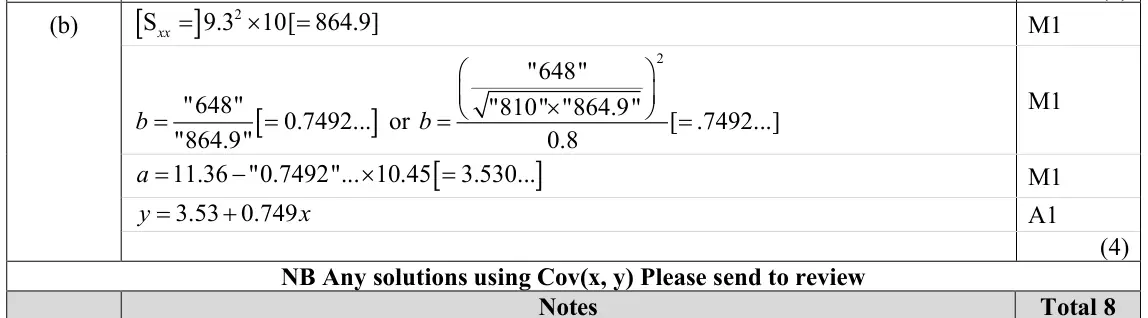 (b) [Sₓₓ =]9.3² ×10[= 864.9] M1
b = "648" / "864.9" [= 0.7492...] or b = ("648" / √("810"×"864.9"))² / 0.8 [= .7492...] M1
a = 11.36 − "0.7492"... ×10.45[= 3.530...] M1
y = 3.53 + 0.749x A1
(4)
NB Any solutions using Cov(x, y) Please send to review
Notes Total 8